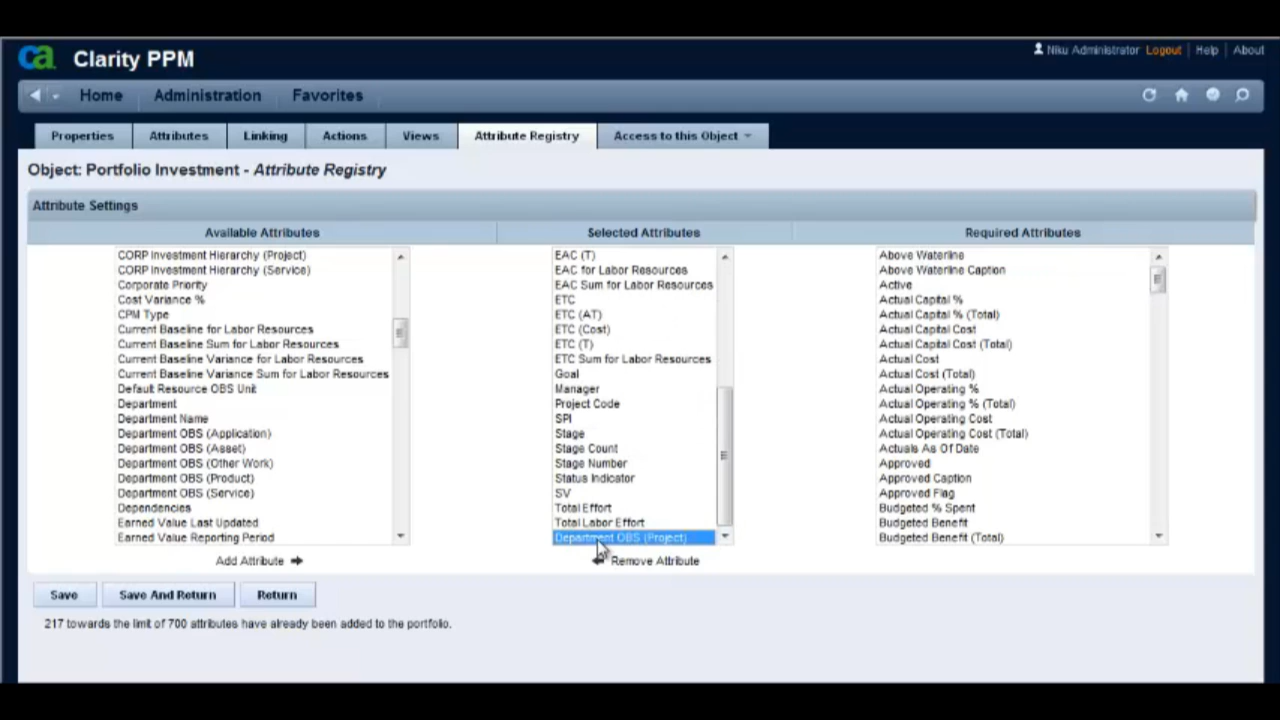 ca Clarity PPM
Niku Administrator Logout | Help | About
Home Administration Favorites
Properties Attributes Linking Actions Views Attribute Registry Access to this Object
Object: Portfolio Investment - Attribute Registry
Attribute Settings
Available Attributes
CORP Investment Hierarchy (Project)
CORP Investment Hierarchy (Service)
Corporate Priority
Cost Variance %
CPM Type
Current Baseline for Labor Resources
Current Baseline Sum for Labor Resources
Current Baseline Variance for Labor Resources
Current Baseline Variance Sum for Labor Resources
Default Resource OBS Unit
Department
Department Name
Department OBS (Application)
Department OBS (Asset)
Department OBS (Other Work)
Department OBS (Product)
Department OBS (Service)
Dependencies
Earned Value Last Updated
Earned Value Reporting Period
Add Attribute
Selected Attributes
EAC (T)
EAC for Labor Resources
EAC Sum for Labor Resources
ETC
ETC (AT)
ETC (Cost)
ETC (T)
ETC Sum for Labor Resources
Goal
Manager
Project Code
SPI
Stage
Stage Count
Stage Number
Status Indicator
SV
Total Effort
Total Labor Effort
Department OBS (Project)
Remove Attribute
Required Attributes
Above Waterline
Above Waterline Caption
Active
Actual Capital %
Actual Capital % (Total)
Actual Capital Cost
Actual Capital Cost (Total)
Actual Cost
Actual Cost (Total)
Actual Operating %
Actual Operating % (Total)
Actual Operating Cost
Actual Operating Cost (Total)
Actuals As Of Date
Approved
Approved Caption
Approved Flag
Budgeted % Spent
Budgeted Benefit
Budgeted Benefit (Total)
Save Save And Return Return
217 towards the limit of 700 attributes have already been added to the portfolio.